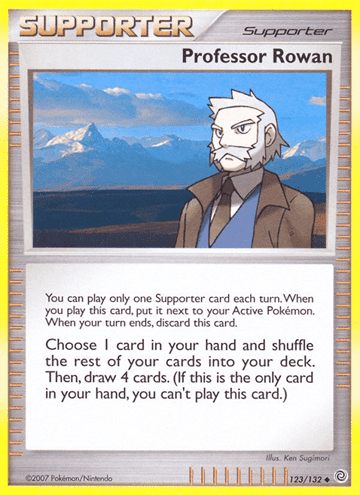 SUPPORTER
Supporter
Professor Rowan
You can play only one Supporter card each turn. When
you play this card, put it next to your Active Pokémon.
When your turn ends, discard this card.
Choose 1 card in your hand and shuffle
the rest of your cards into your deck.
Then, draw 4 cards. (If this is the only card
in your hand, you can't play this card.)
Illus. Ken Sugimori
©2007 Pokémon/Nintendo
123/132